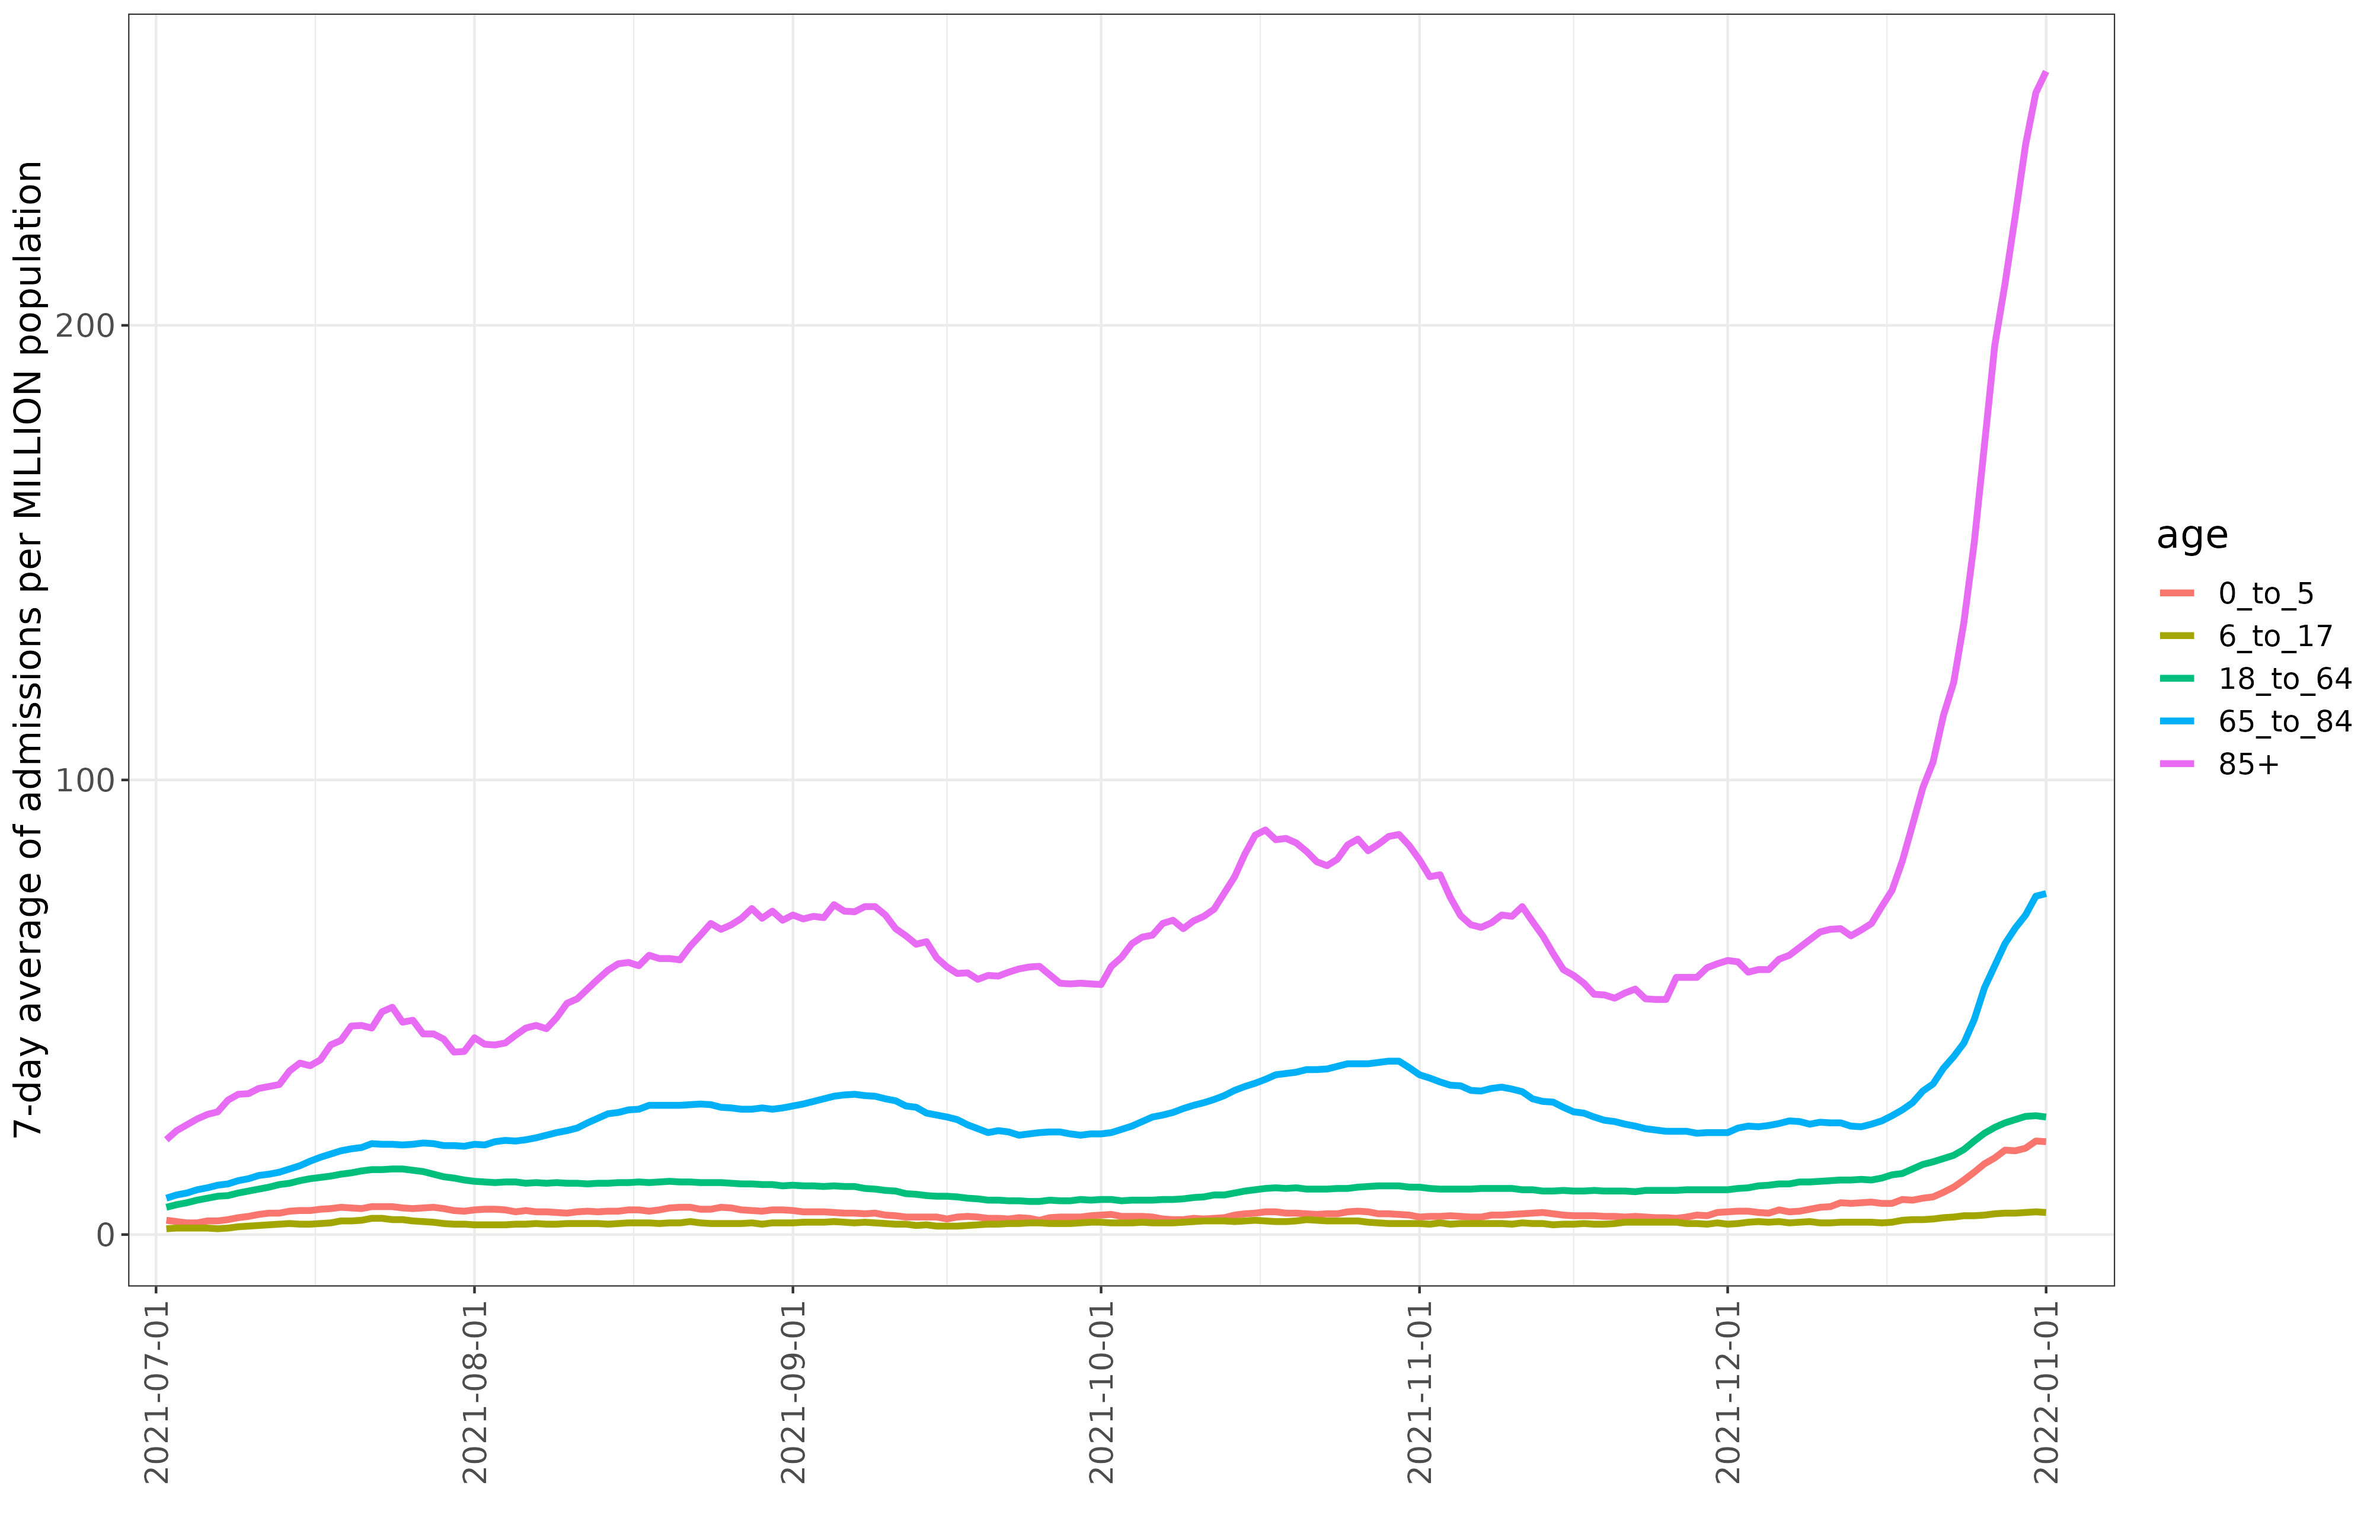 7-day average of admissions per MILLION population
200
100
0
2021-07-01
2021-08-01
2021-09-01
2021-10-01
2021-11-01
2021-12-01
2022-01-01
age
0_to_5
6_to_17
18_to_64
65_to_84
85+